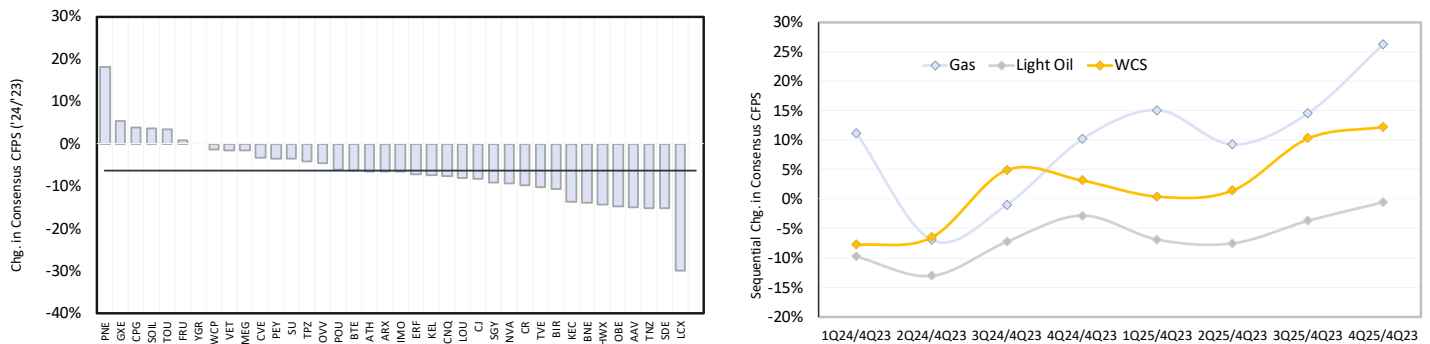 Chg. in Consensus CFPS ('24/'23)
30%
20%
10%
0%
-10%
-20%
-30%
-40%
PNE
GXE
CPG
SOIL
TOU
FRU
YGR
WCP
VET
MEG
CVE
PEY
SU
TPZ
OVV
POU
BTE
ATH
ARX
IMO
ERF
KEL
CNQ
LOU
CJ
SGY
NVA
CR
TVE
BIR
KEC
BNE
HWX
OBE
AAV
TNZ
SDE
LCX
Sequential Chg. in Consensus CFPS
30%
25%
20%
15%
10%
5%
0%
-5%
-10%
-15%
-20%
Gas Light Oil WCS
1Q24/4Q23 2Q24/4Q23 3Q24/4Q23 4Q24/4Q23 1Q25/4Q23 2Q25/4Q23 3Q25/4Q23 4Q25/4Q23